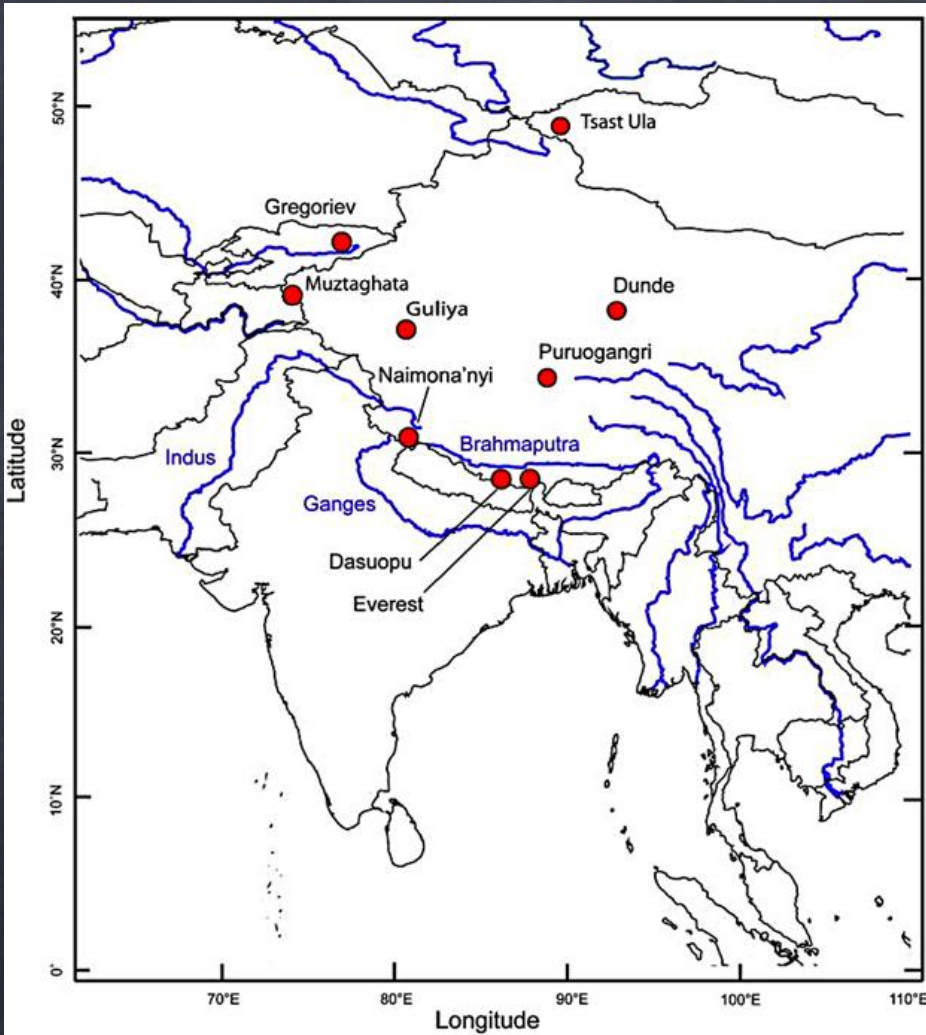 50°N
Tsast Ula
Gregoriev
40°N
Muztaghata
Dunde
Guliya
Puruogangri
Naimona'nyi
Latitude
30°N
Indus
Brahmaputra
Ganges
Dasuopu
Everest
20°N
10°N
0°
70°E
80°E
90°E
100°E
110°E
Longitude